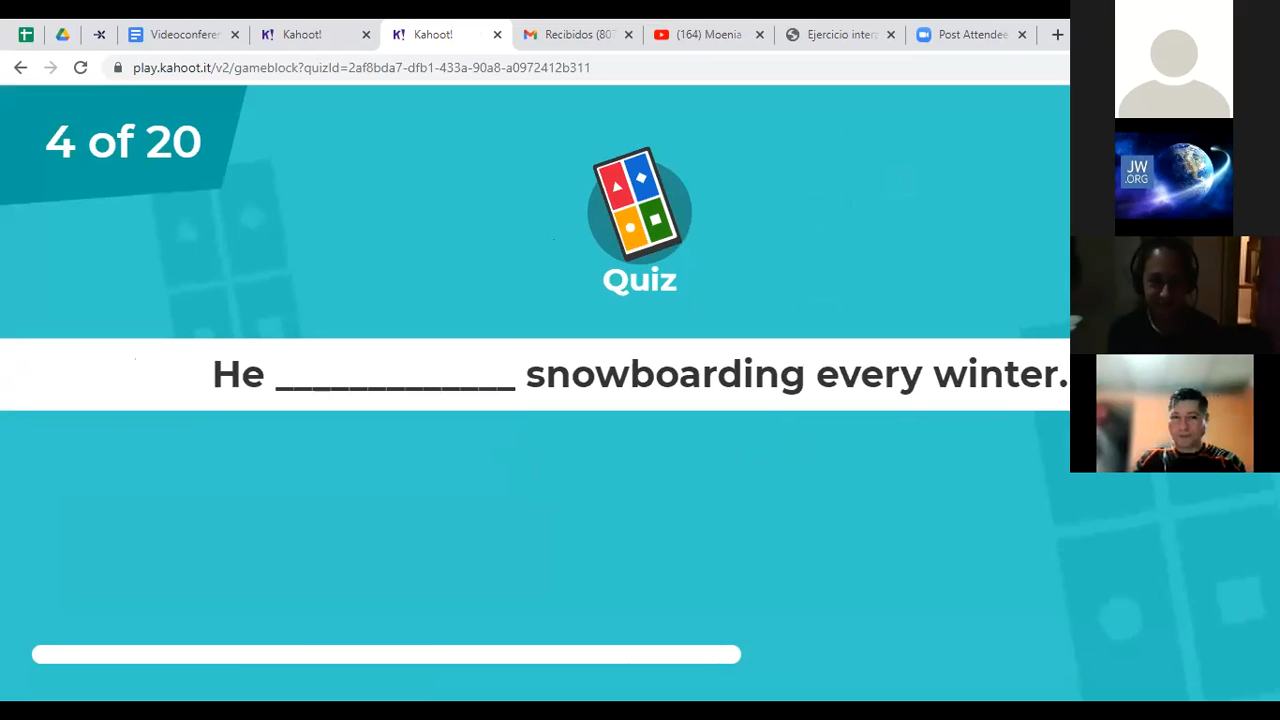 Videoconfere
Kahoot!
Kahoot!
Recibidos (80
(164) Moenia
Ejercicio inter
Post Attendee
play.kahoot.it/v2/gameblock?quizId=2af8bda7-dfb1-433a-90a8-a0972412b311
4 of 20
Quiz
He _____________ snowboarding every winter.
JW
.ORG